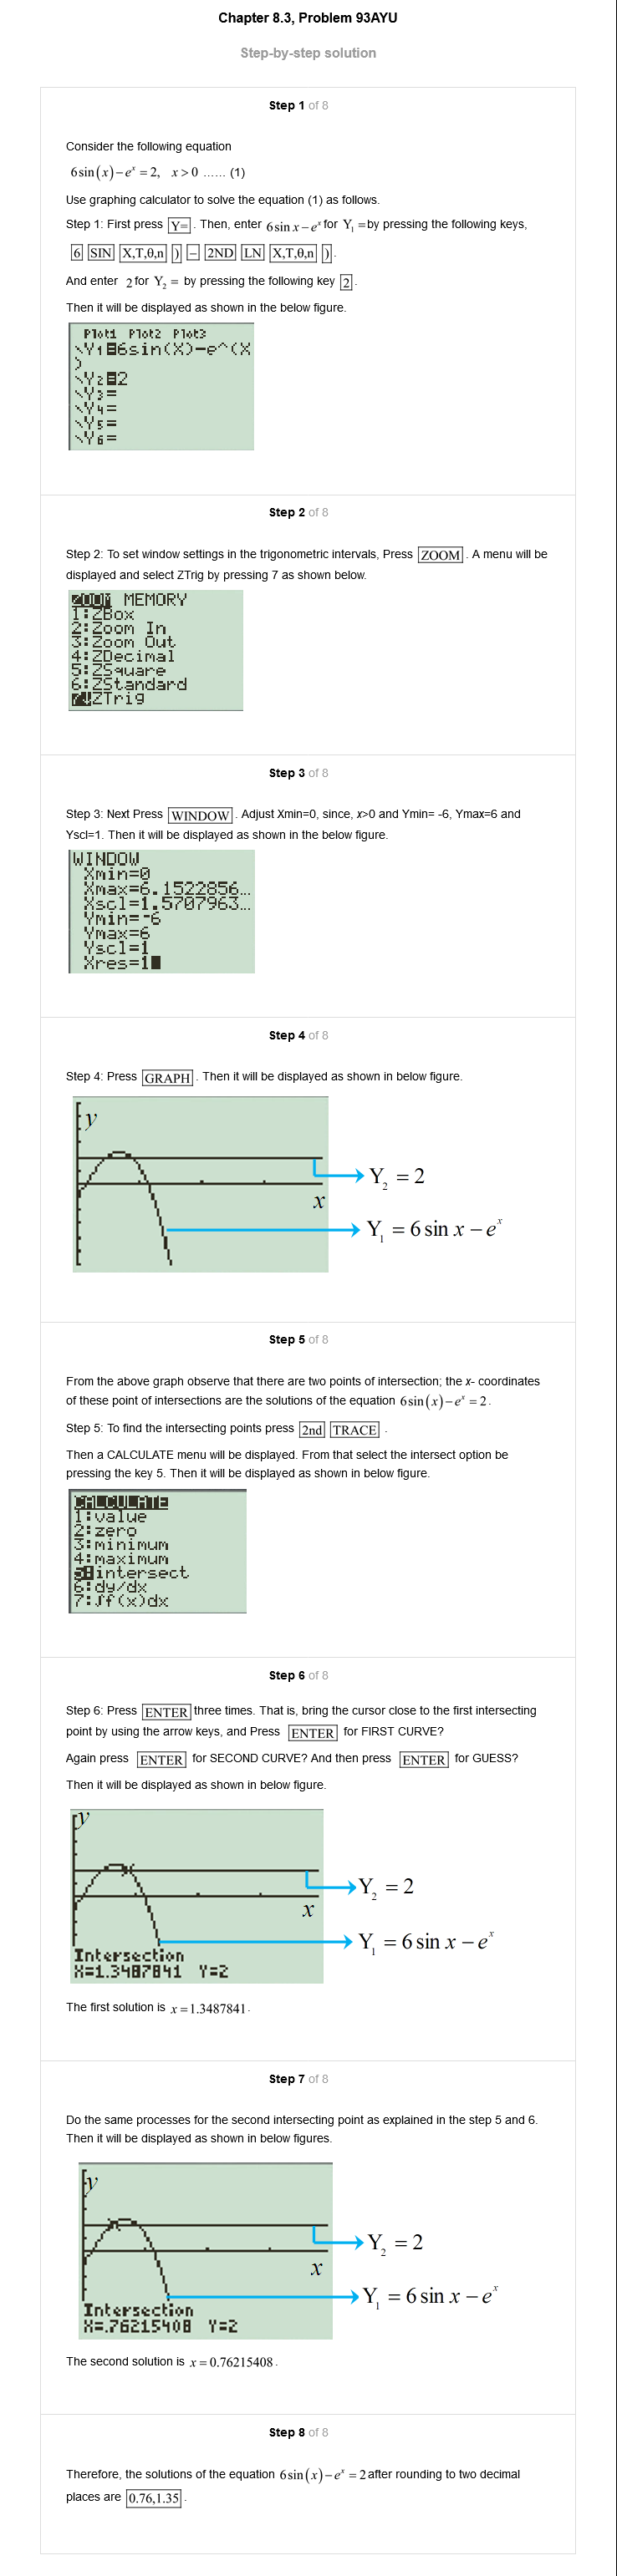 Chapter 8.3, Problem 93AYU
Step-by-step solution
Step 1 of 8
Consider the following equation
6 sin(x) − eˣ = 2, x > 0 ...... (1)
Use graphing calculator to solve the equation (1) as follows.
Step 1: First press Y= . Then, enter 6 sin x − eˣ for Y₁ = by pressing the following keys,
6 SIN X,T,θ,n ) − 2ND LN X,T,θ,n ) .
And enter 2 for Y₂ = by pressing the following key 2 .
Then it will be displayed as shown in the below figure.
Plot1 Plot2 Plot3
\Y₁=6sin(X)−e^(X
)
\Y₂=2
\Y₃=
\Y₄=
\Y₅=
\Y₆=
Step 2 of 8
Step 2: To set window settings in the trigonometric intervals, Press ZOOM . A menu will be
displayed and select ZTrig by pressing 7 as shown below.
ZOOM MEMORY
1:ZBox
2:Zoom In
3:Zoom Out
4:ZDecimal
5:ZSquare
6:ZStandard
7↓ZTrig
Step 3 of 8
Step 3: Next Press WINDOW . Adjust Xmin=0, since, x>0 and Ymin= -6, Ymax=6 and
Yscl=1. Then it will be displayed as shown in the below figure.
WINDOW
Xmin=0
Xmax=6.1522856...
Xscl=1.5707963...
Ymin=-6
Ymax=6
Yscl=1
Xres=1
Step 4 of 8
Step 4: Press GRAPH . Then it will be displayed as shown in below figure.
y
Y₂ = 2
x
Y₁ = 6 sin x − eˣ
Step 5 of 8
From the above graph observe that there are two points of intersection; the x- coordinates
of these point of intersections are the solutions of the equation 6 sin(x) − eˣ = 2 .
Step 5: To find the intersecting points press 2nd TRACE .
Then a CALCULATE menu will be displayed. From that select the intersect option be
pressing the key 5. Then it will be displayed as shown in below figure.
CALCULATE
1:value
2:zero
3:minimum
4:maximum
5:intersect
6:dy/dx
7:∫f(x)dx
Step 6 of 8
Step 6: Press ENTER three times. That is, bring the cursor close to the first intersecting
point by using the arrow keys, and Press ENTER for FIRST CURVE?
Again press ENTER for SECOND CURVE? And then press ENTER for GUESS?
Then it will be displayed as shown in below figure.
y
Y₂ = 2
x
Y₁ = 6 sin x − eˣ
Intersection
X=1.3487841 Y=2
The first solution is x = 1.3487841 .
Step 7 of 8
Do the same processes for the second intersecting point as explained in the step 5 and 6.
Then it will be displayed as shown in below figures.
y
Y₂ = 2
x
Y₁ = 6 sin x − eˣ
Intersection
X=.76215408 Y=2
The second solution is x = 0.76215408 .
Step 8 of 8
Therefore, the solutions of the equation 6 sin(x) − eˣ = 2 after rounding to two decimal
places are 0.76,1.35 .